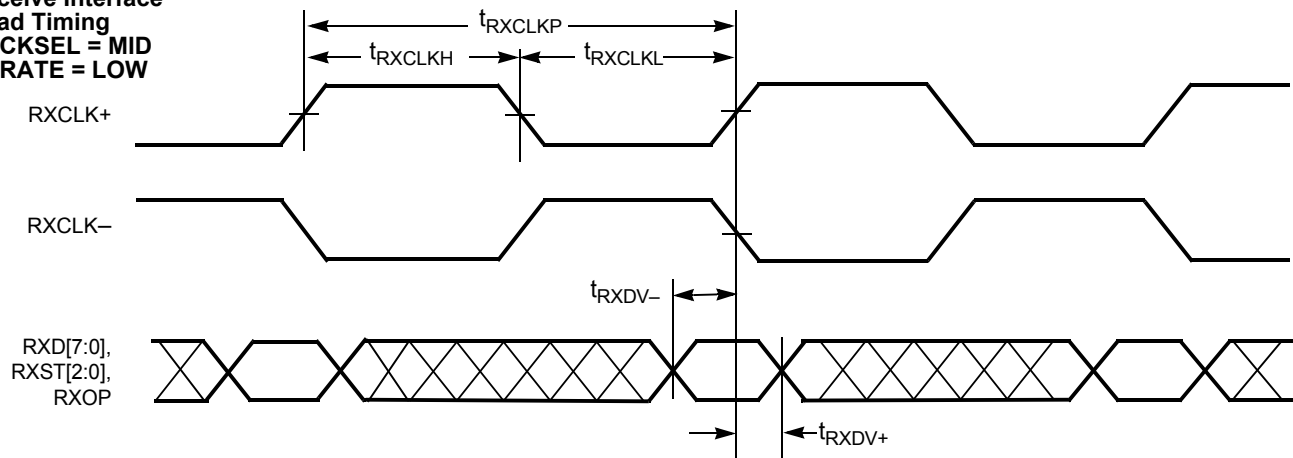 ceive Interface
ad Timing
CKSEL = MID
RATE = LOW
tRXCLKP
tRXCLKH
tRXCLKL
RXCLK+
RXCLK–
tRXDV–
RXD[7:0],
RXST[2:0],
RXOP
tRXDV+